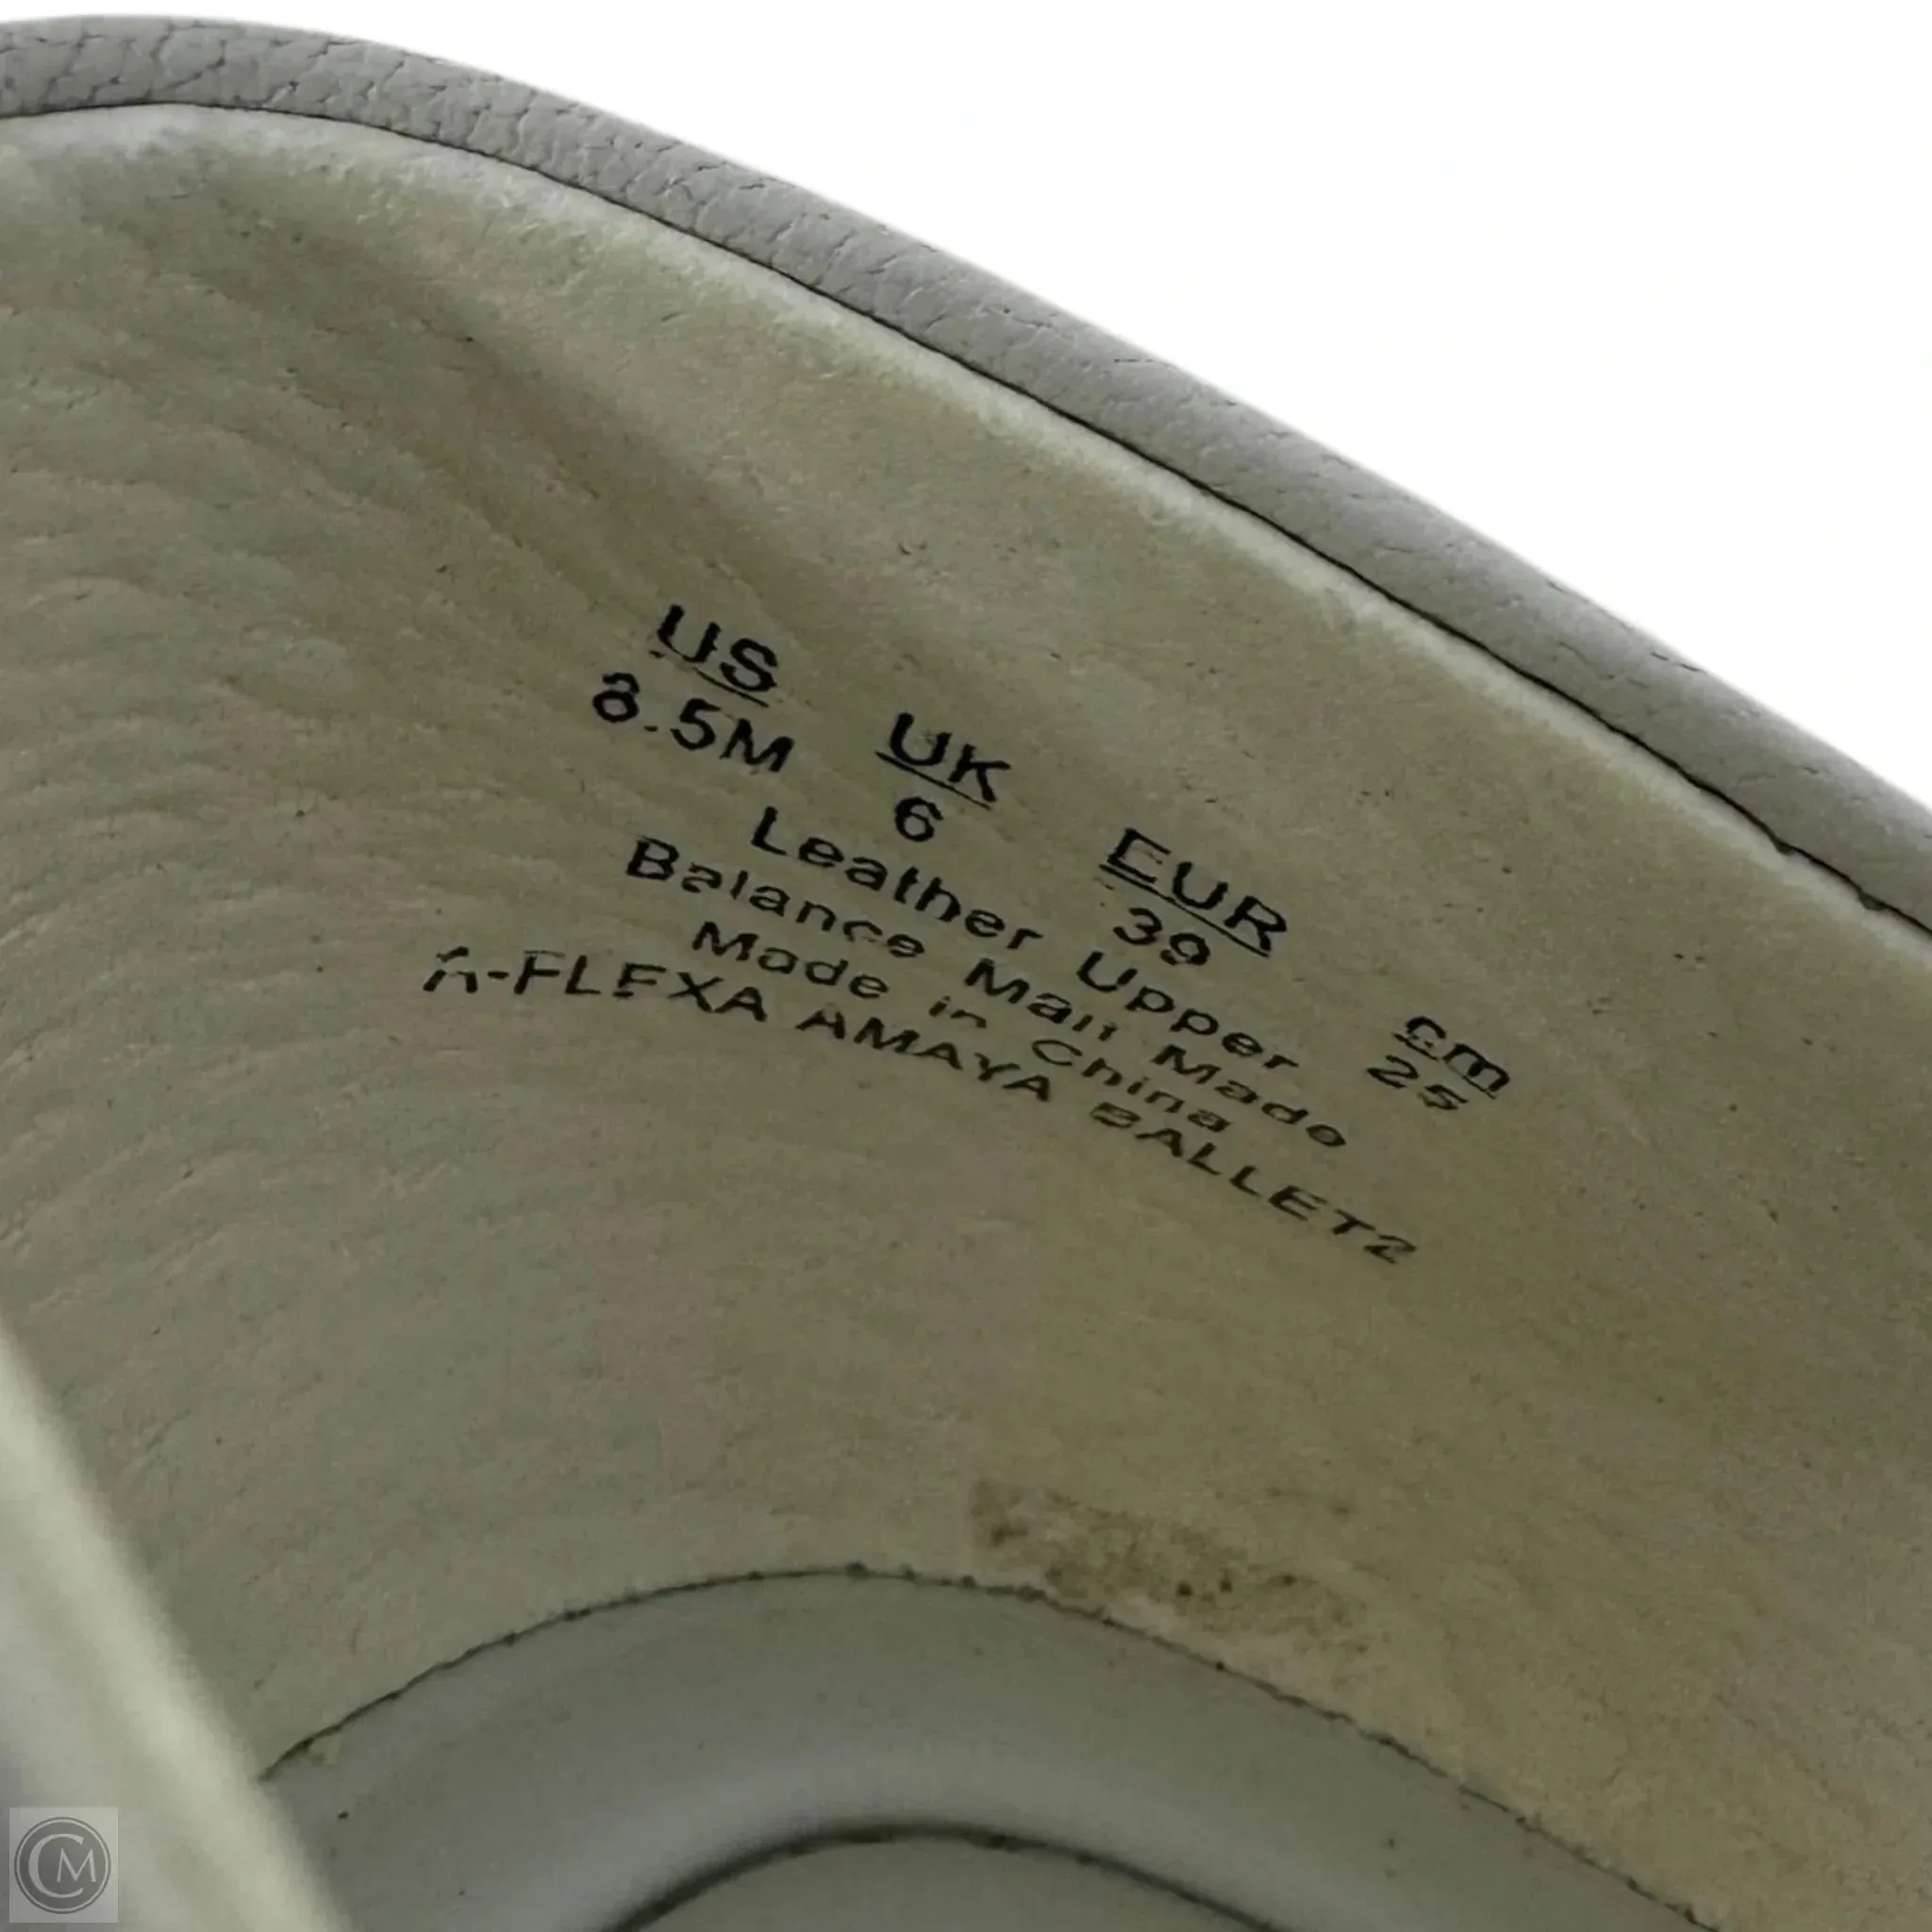 US UK EUR cm
8.5M 6 39 25
Leather Upper
Balance Man Made
Made in China
A-FLEXA AMAYA BALLET2
CM